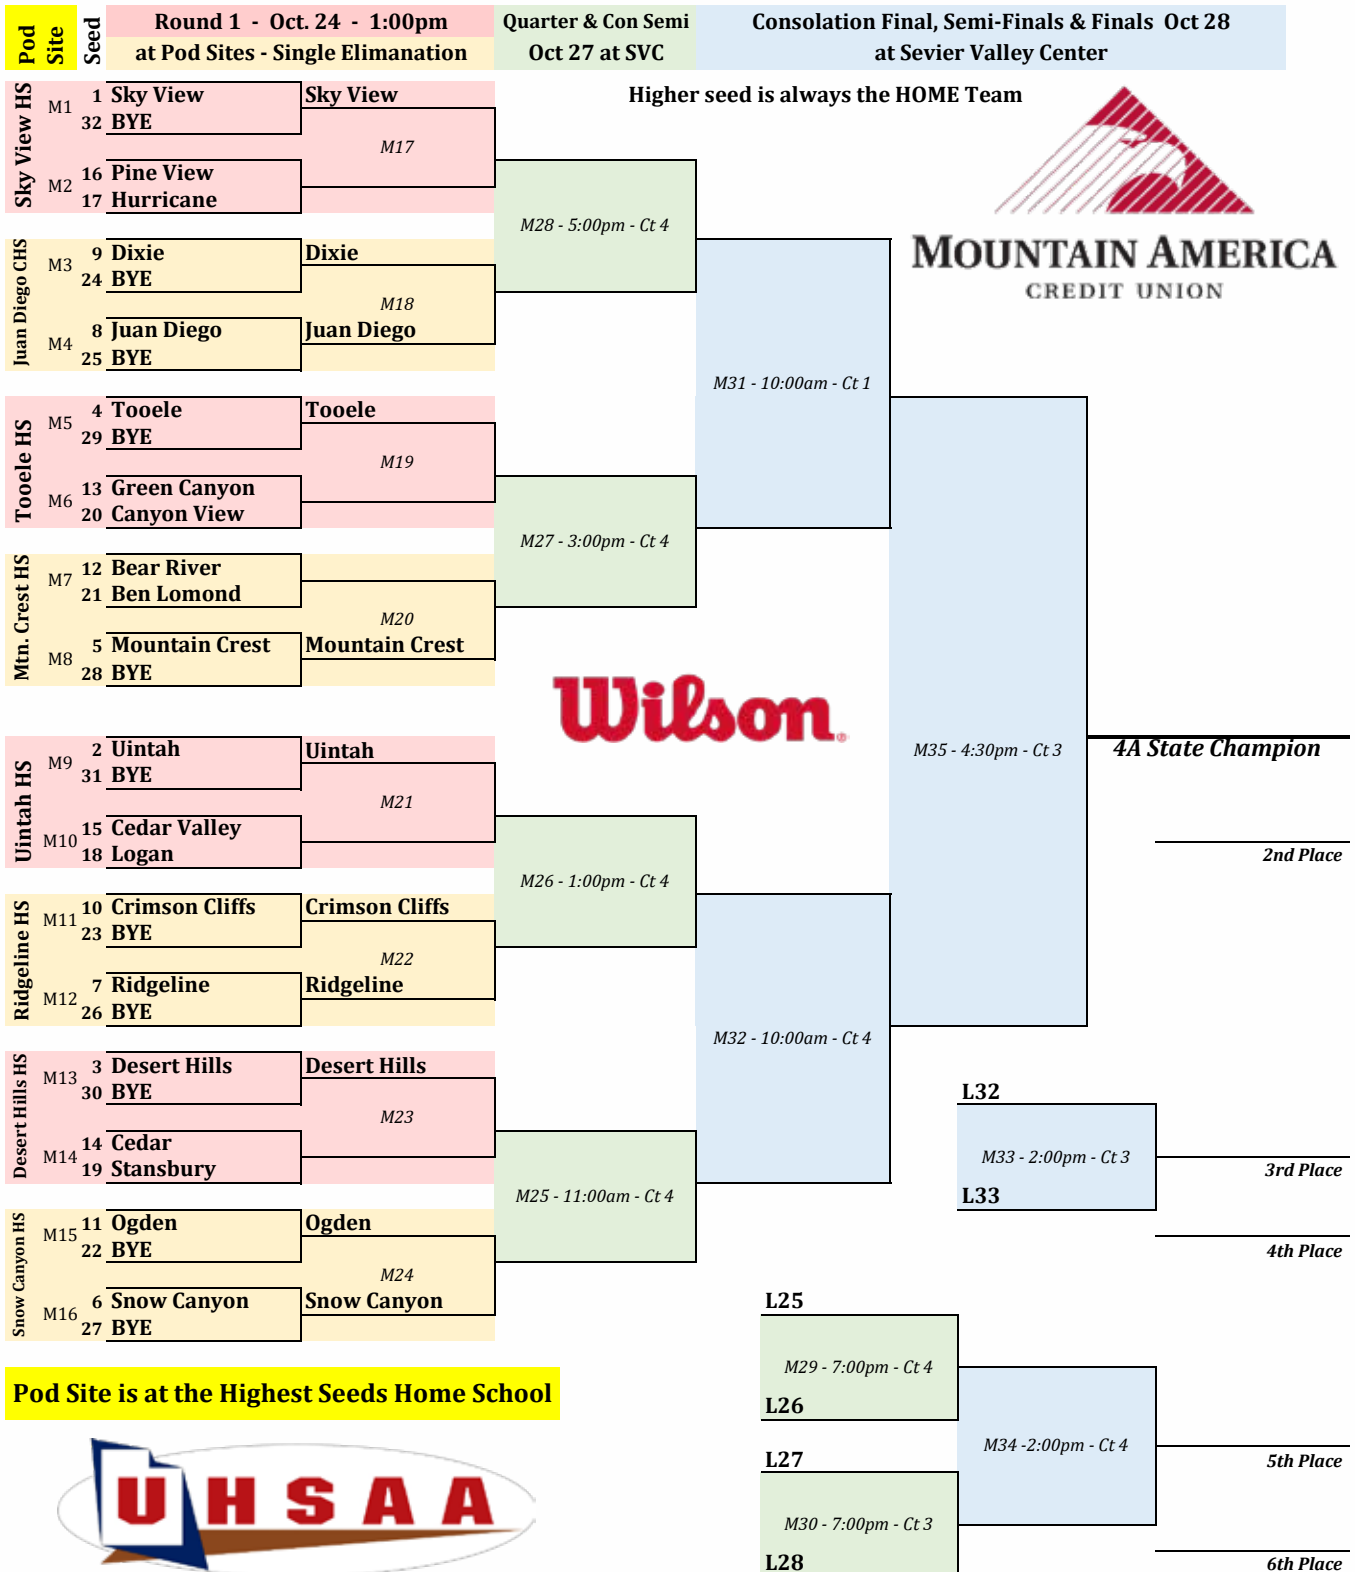 Pod Site
Seed
Round 1 - Oct. 24 - 1:00pm
at Pod Sites - Single Elimanation
Quarter & Con Semi
Oct 27 at SVC
Consolation Final, Semi-Finals & Finals Oct 28
at Sevier Valley Center
Higher seed is always the HOME Team
MOUNTAIN AMERICA
CREDIT UNION
Sky View HS
M1
1 Sky View
32 BYE
Sky View
M17
M2
16 Pine View
17 Hurricane
M28 - 5:00pm - Ct 4
Juan Diego CHS
M3
9 Dixie
24 BYE
Dixie
M18
M4
8 Juan Diego
25 BYE
Juan Diego
M31 - 10:00am - Ct 1
Tooele HS
M5
4 Tooele
29 BYE
Tooele
M19
M6
13 Green Canyon
20 Canyon View
M27 - 3:00pm - Ct 4
Mtn. Crest HS
M7
12 Bear River
21 Ben Lomond
M20
M8
5 Mountain Crest
28 BYE
Mountain Crest
Wilson®
M35 - 4:30pm - Ct 3
4A State Champion
2nd Place
Uintah HS
M9
2 Uintah
31 BYE
Uintah
M21
M10
15 Cedar Valley
18 Logan
M26 - 1:00pm - Ct 4
Ridgeline HS
M11
10 Crimson Cliffs
23 BYE
Crimson Cliffs
M22
M12
7 Ridgeline
26 BYE
Ridgeline
M32 - 10:00am - Ct 4
Desert Hills HS
M13
3 Desert Hills
30 BYE
Desert Hills
M23
M14
14 Cedar
19 Stansbury
M25 - 11:00am - Ct 4
L32
M33 - 2:00pm - Ct 3
L33
3rd Place
4th Place
Snow Canyon HS
M15
11 Ogden
22 BYE
Ogden
M24
M16
6 Snow Canyon
27 BYE
Snow Canyon
L25
M29 - 7:00pm - Ct 4
L26
M34 -2:00pm - Ct 4
L27
M30 - 7:00pm - Ct 3
L28
5th Place
6th Place
Pod Site is at the Highest Seeds Home School
UHSAA